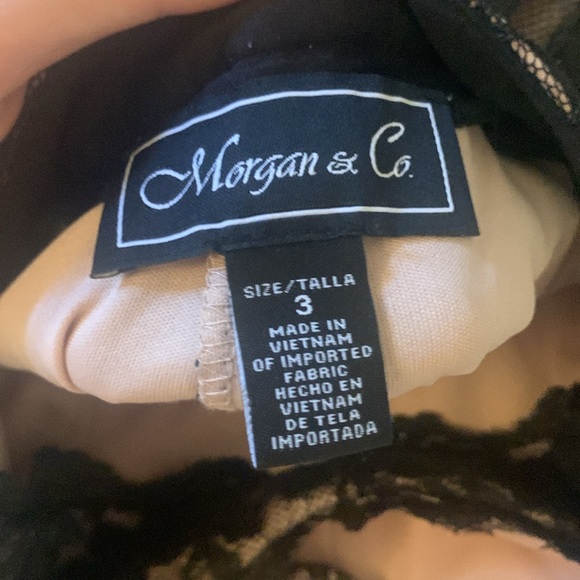 Morgan & Co.
SIZE/TALLA
3
MADE IN
VIETNAM
OF IMPORTED
FABRIC
HECHO EN
VIETNAM
DE TELA
IMPORTADA